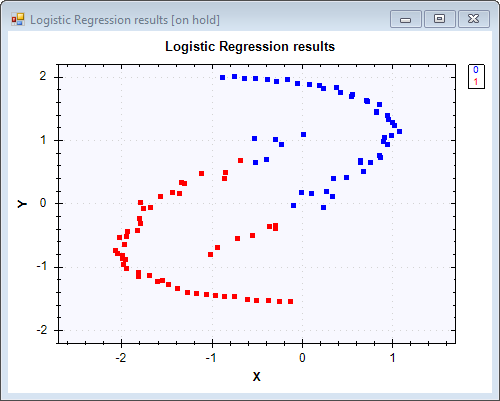 Logistic Regression results [on hold]
Logistic Regression results
0
1
2
1
0
-1
-2
Y
-2
-1
0
1
X